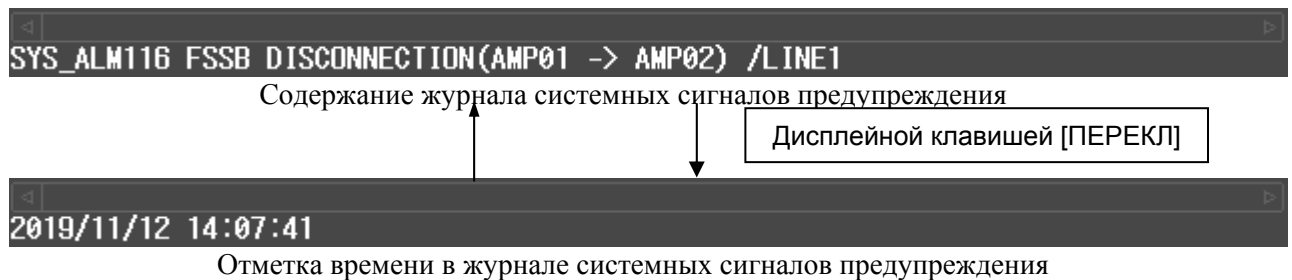 SYS_ALM116 FSSB DISCONNECTION(AMP01 -> AMP02) /LINE1
Содержание журнала системных сигналов предупреждения
Дисплейной клавишей [ПЕРЕКЛ]
2019/11/12 14:07:41
Отметка времени в журнале системных сигналов предупреждения